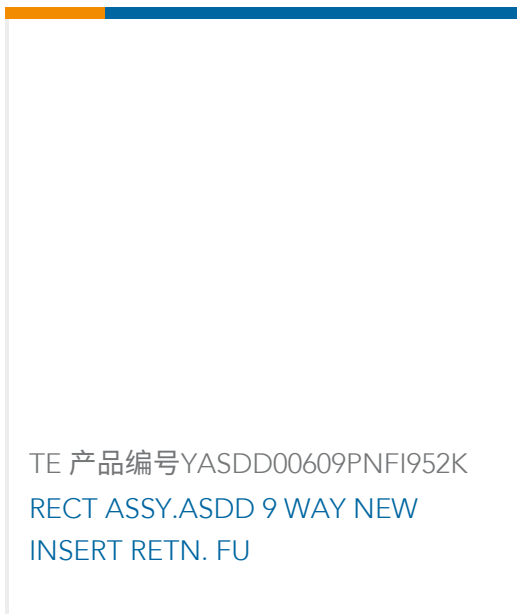 TE 产品编号YASDD00609PNFI952K
RECT ASSY.ASDD 9 WAY NEW
INSERT RETN. FU